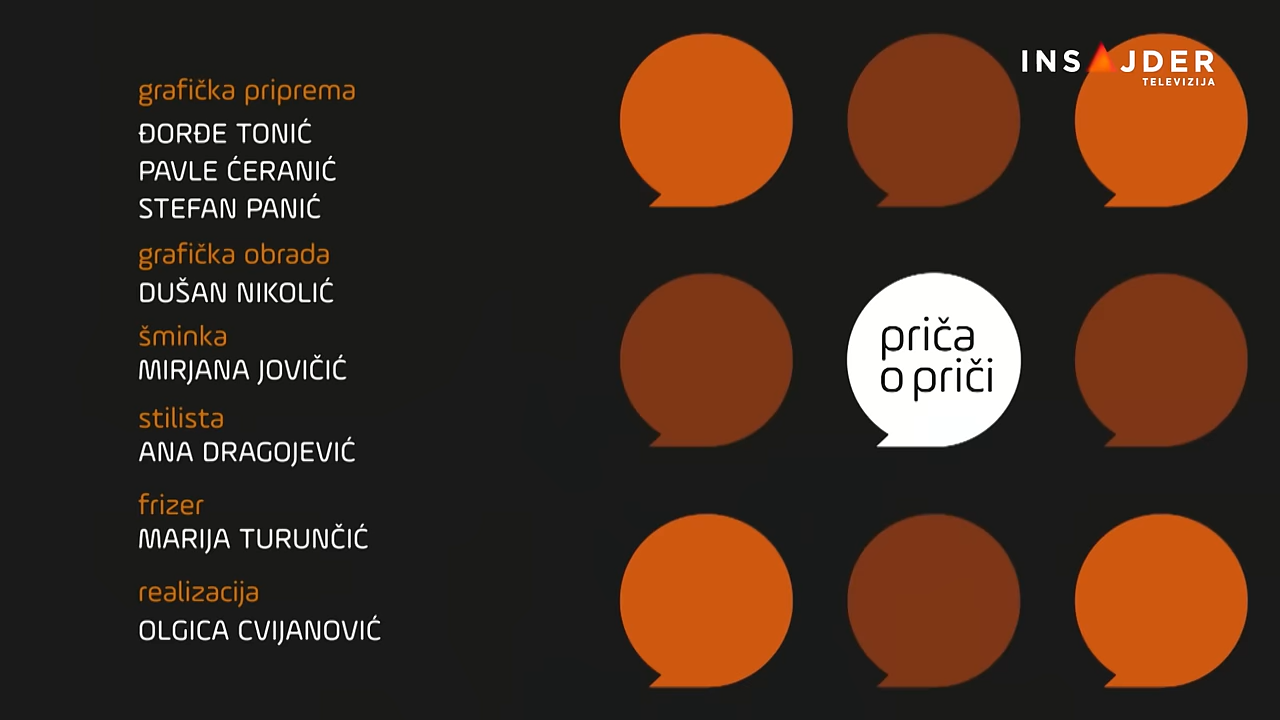 grafička priprema
ĐORĐE TONIĆ
PAVLE ĆERANIĆ
STEFAN PANIĆ
grafička obrada
DUŠAN NIKOLIĆ
šminka
MIRJANA JOVIČIĆ
stilista
ANA DRAGOJEVIĆ
frizer
MARIJA TURUNČIĆ
realizacija
OLGICA CVIJANOVIĆ
INSAJDER
TELEVIZIJA
priča
o priči